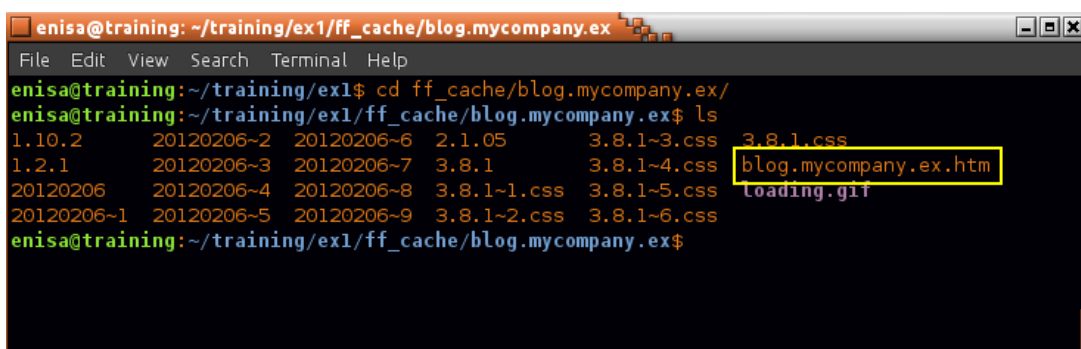 enisa@training: ~/training/ex1/ff_cache/blog.mycompany.ex
File Edit View Search Terminal Help
enisa@training:~/training/ex1$ cd ff_cache/blog.mycompany.ex/
enisa@training:~/training/ex1/ff_cache/blog.mycompany.ex$ ls
1.10.2 20120206~2 20120206~6 2.1.05 3.8.1~3.css 3.8.1.css
1.2.1 20120206~3 20120206~7 3.8.1 3.8.1~4.css blog.mycompany.ex.htm
20120206 20120206~4 20120206~8 3.8.1~1.css 3.8.1~5.css loading.gif
20120206~1 20120206~5 20120206~9 3.8.1~2.css 3.8.1~6.css
enisa@training:~/training/ex1/ff_cache/blog.mycompany.ex$